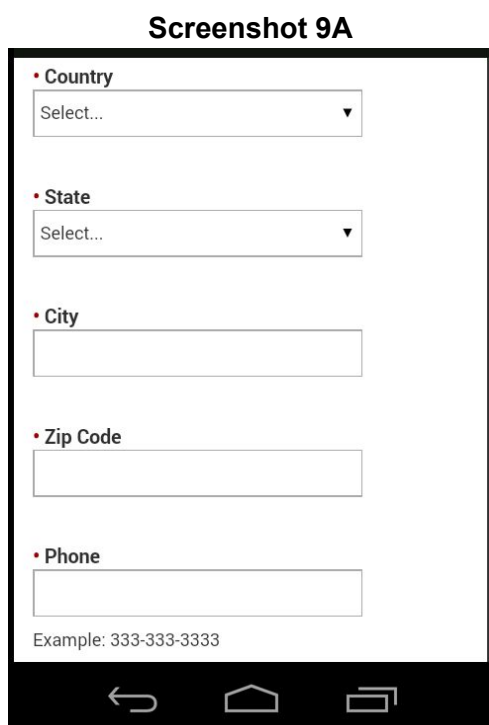 Screenshot 9A
• Country
Select...
• State
Select...
• City
• Zip Code
• Phone
Example: 333-333-3333